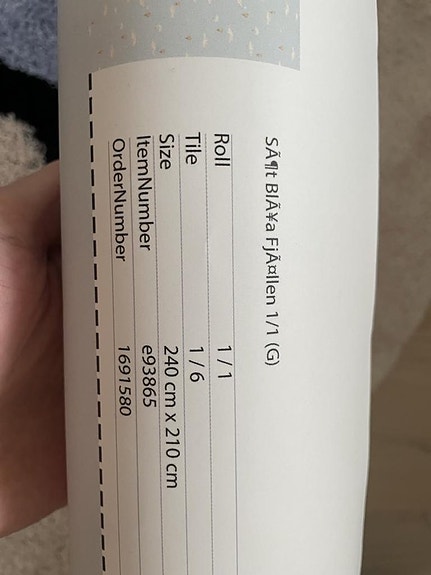 SÃ¶t BlÃ¥a FjÃ¤llen 1/1 (G)
Roll 1 / 1
Tile 1 / 6
Size 240 cm x 210 cm
ItemNumber e93865
OrderNumber 1691580